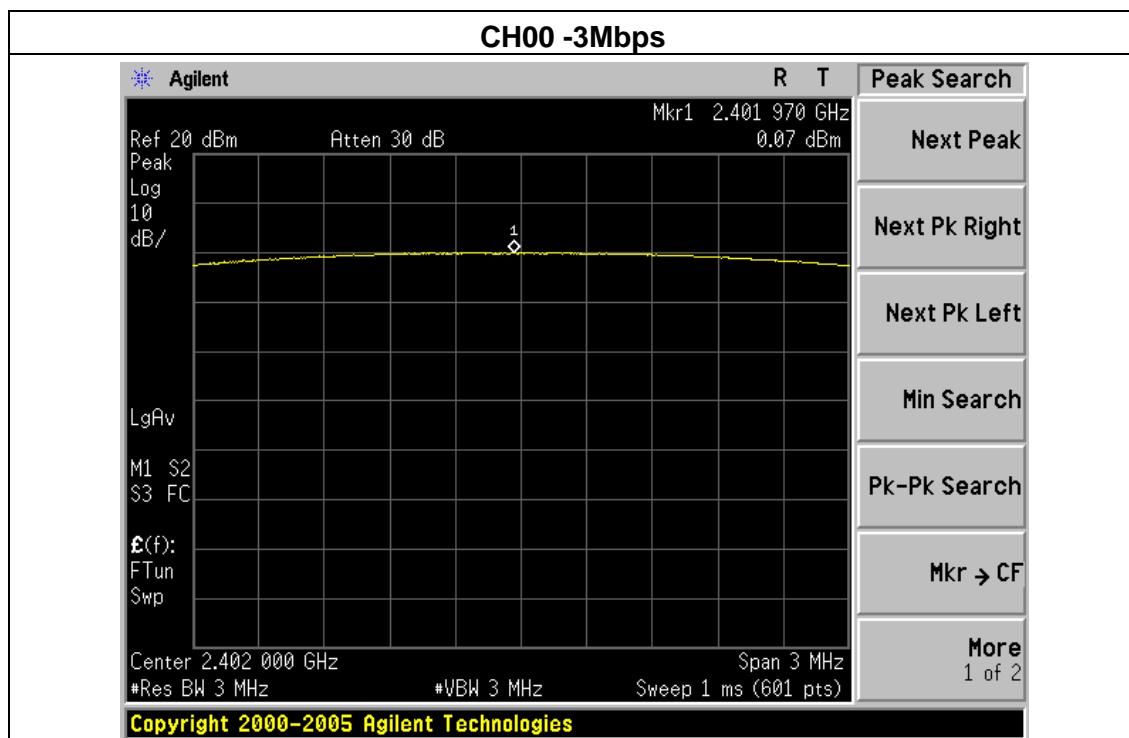 CH00 -3Mbps
Agilent R T Peak Search
Mkr1 2.401 970 GHz
Ref 20 dBm Atten 30 dB 0.07 dBm
Peak
Log
10
dB/
1
LgAv
M1 S2
S3 FC
£(f):
FTun
Swp
Center 2.402 000 GHz Span 3 MHz
#Res BW 3 MHz #VBW 3 MHz Sweep 1 ms (601 pts)
Copyright 2000-2005 Agilent Technologies
Next Peak
Next Pk Right
Next Pk Left
Min Search
Pk-Pk Search
Mkr → CF
More
1 of 2